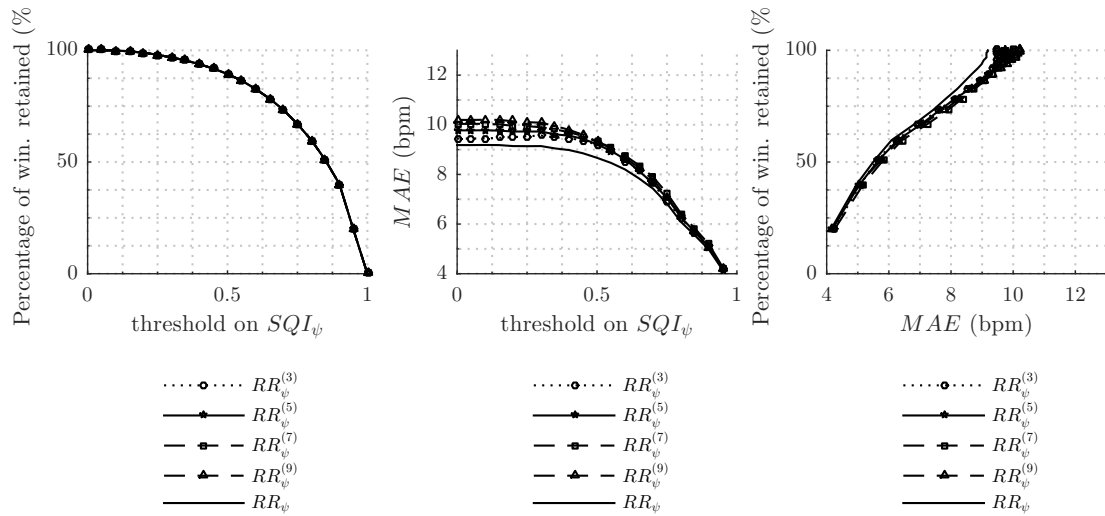 Percentage of win. retained (%
100
50
0
0
0.5
1
threshold on SQI_ψ
MAE (bpm)
12
10
8
6
4
0
0.5
1
threshold on SQI_ψ
Percentage of win. retained (%
100
50
0
4
6
8
10
12
MAE (bpm)
RR_ψ^(3)
RR_ψ^(5)
RR_ψ^(7)
RR_ψ^(9)
RR_ψ
RR_ψ^(3)
RR_ψ^(5)
RR_ψ^(7)
RR_ψ^(9)
RR_ψ
RR_ψ^(3)
RR_ψ^(5)
RR_ψ^(7)
RR_ψ^(9)
RR_ψ